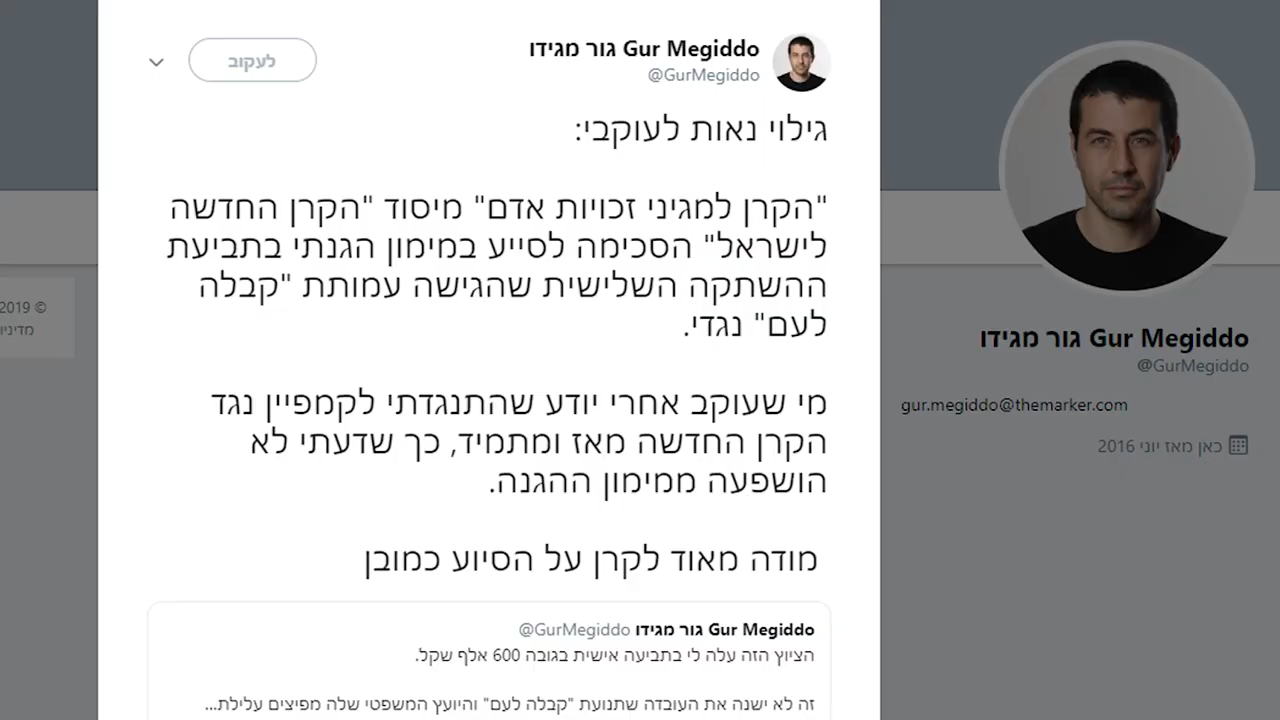 Gur Megiddo גור מגידו
@GurMegiddo
לעקוב
גילוי נאות לעוקבי:
"הקרן למגיני זכויות אדם" מיסוד "הקרן החדשה
לישראל" הסכימה לסייע במימון הגנתי בתביעת
ההשתקה השלישית שהגישה עמותת "קבלה
לעם" נגדי.
מי שעוקב אחרי יודע שהתנגדתי לקמפיין נגד
הקרן החדשה מאז ומתמיד, כך שדעתי לא
הושפעה ממימון ההגנה.
מודה מאוד לקרן על הסיוע כמובן
Gur Megiddo גור מגידו @GurMegiddo
הציוץ הזה עלה לי בתביעה אישית בגובה 600 אלף שקל.
זה לא ישנה את העובדה שתנועת "קבלה לעם" והיועץ המשפטי שלה מפיצים עלילת...
Gur Megiddo גור מגידו
@GurMegiddo
gur.megiddo@themarker.com
כאן מאז יוני 2016
© 2019